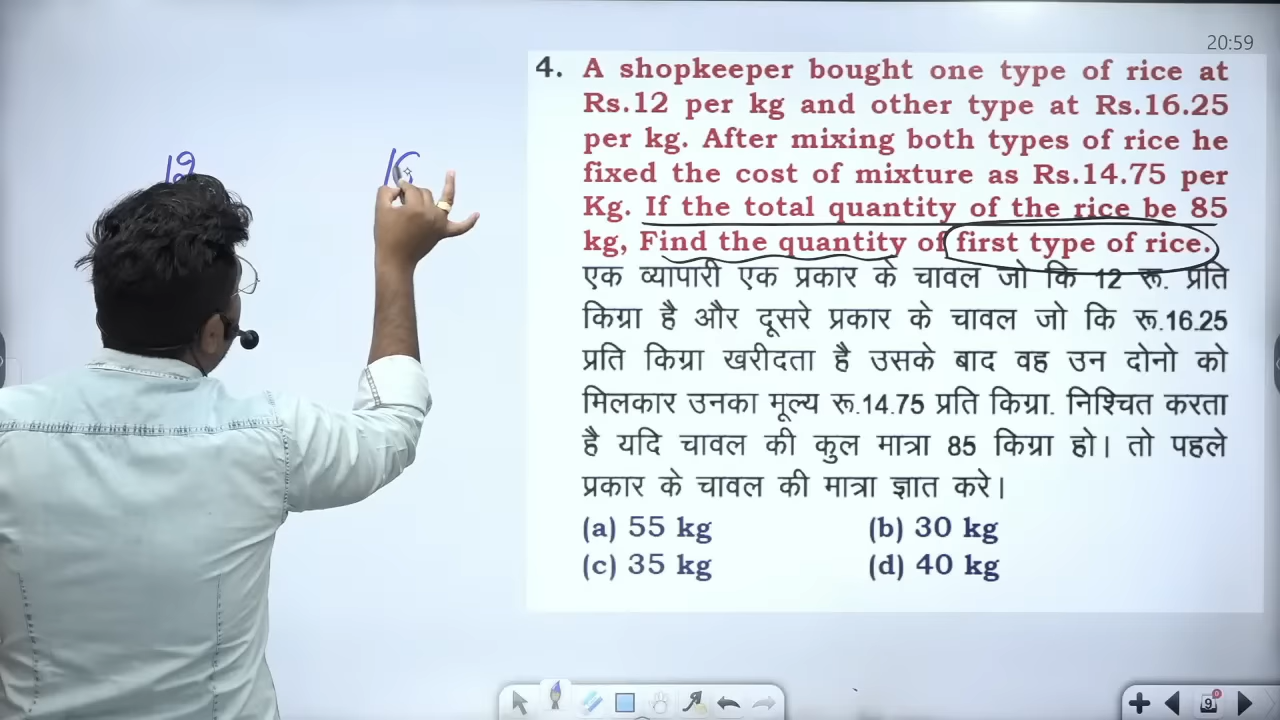 20:59
4. A shopkeeper bought one type of rice at
Rs.12 per kg and other type at Rs.16.25
per kg. After mixing both types of rice he
fixed the cost of mixture as Rs.14.75 per
Kg. If the total quantity of the rice be 85
kg, Find the quantity of first type of rice.
एक व्यापारी एक प्रकार के चावल जो कि 12 रू. प्रति
किग्रा है और दूसरे प्रकार के चावल जो कि रू.16.25
प्रति किग्रा खरीदता है उसके बाद वह उन दोनो को
मिलकार उनका मूल्य रू.14.75 प्रति किग्रा. निश्चित करता
है यदि चावल की कुल मात्रा 85 किग्रा हो। तो पहले
प्रकार के चावल की मात्रा ज्ञात करे।
(a) 55 kg (b) 30 kg
(c) 35 kg (d) 40 kg
12 16
9